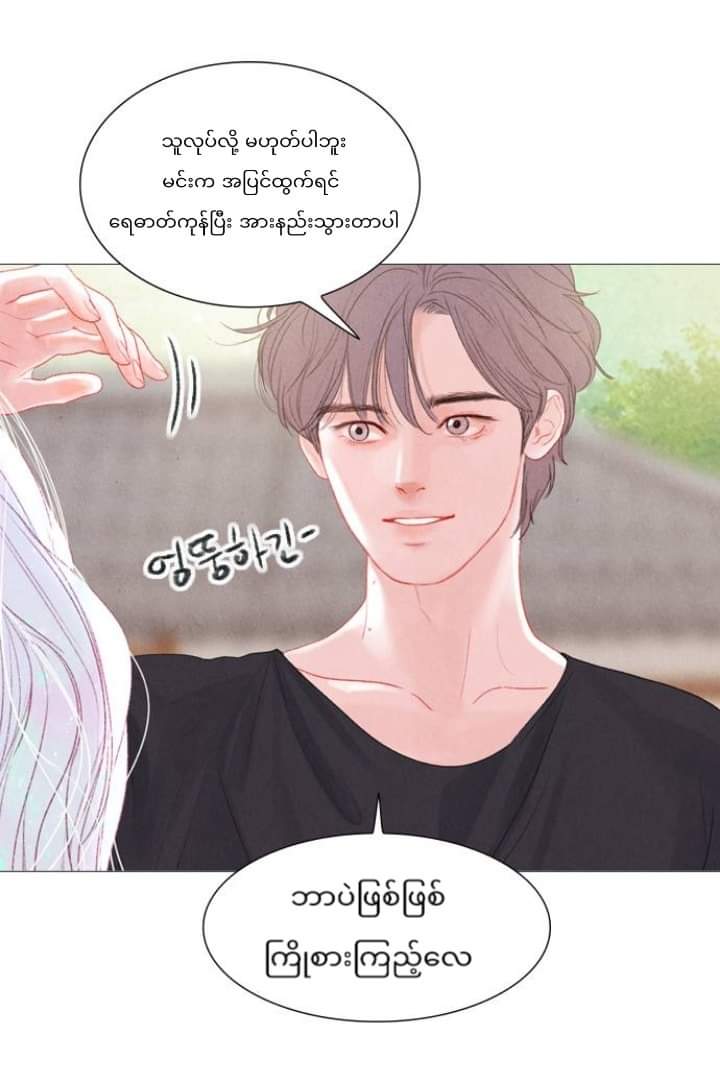 သူလုပ်လို့ မဟုတ်ပါဘူး
မင်းက အပြင်ထွက်ရင်
ရေဓာတ်ကုန်ပြီး အားနည်းသွားတာပါ
엉뚱하긴~
ဘာပဲဖြစ်ဖြစ်
ကြိုစားကြည့်လေ